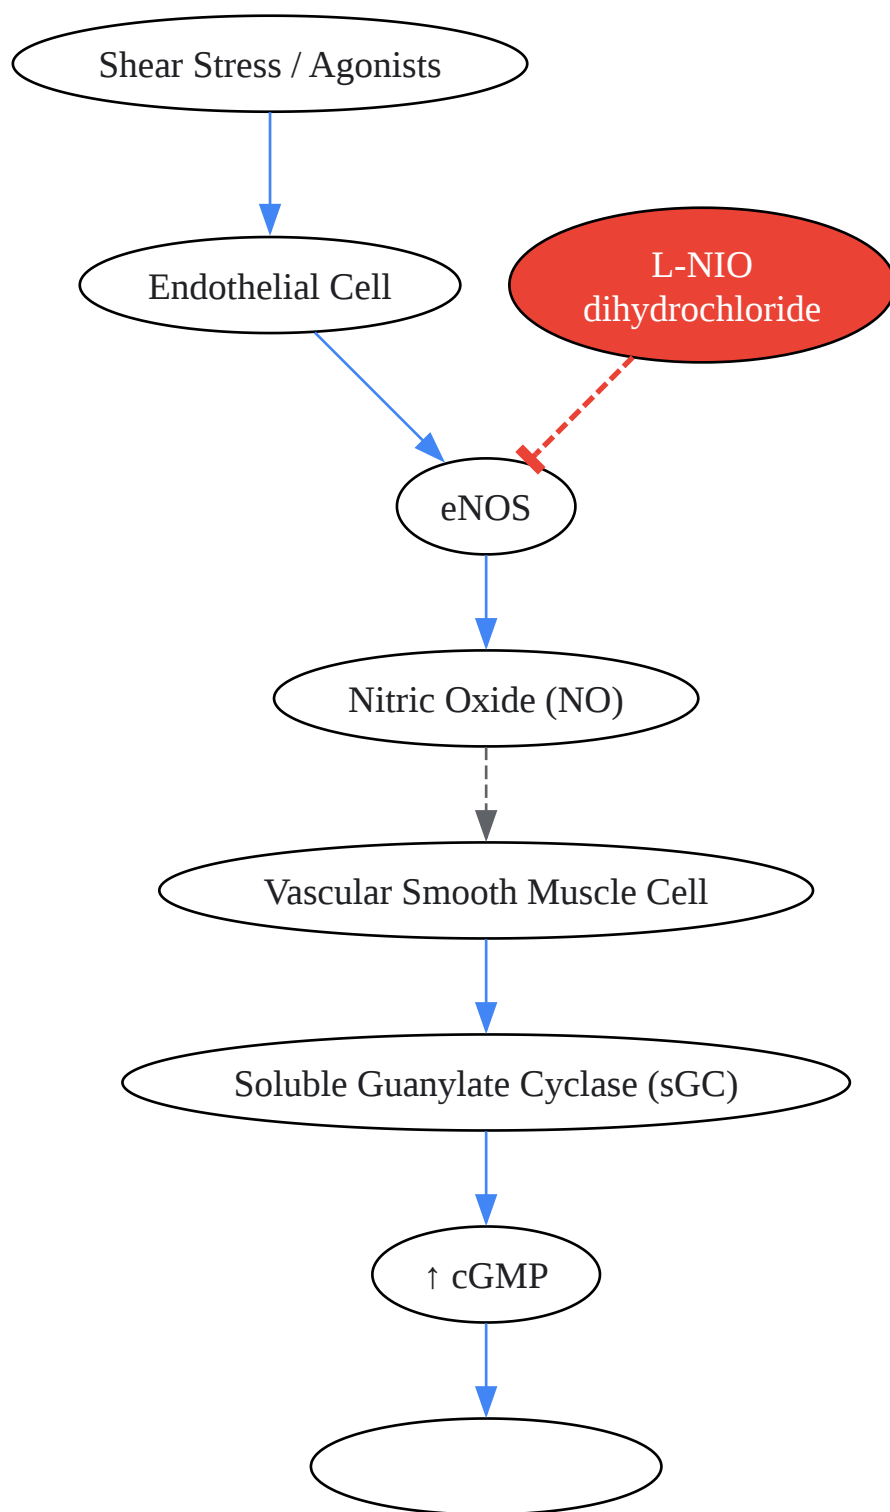 Shear Stress / Agonists
Endothelial Cell
L-NIO
dihydrochloride
eNOS
Nitric Oxide (NO)
Vascular Smooth Muscle Cell
Soluble Guanylate Cyclase (sGC)
↑ cGMP